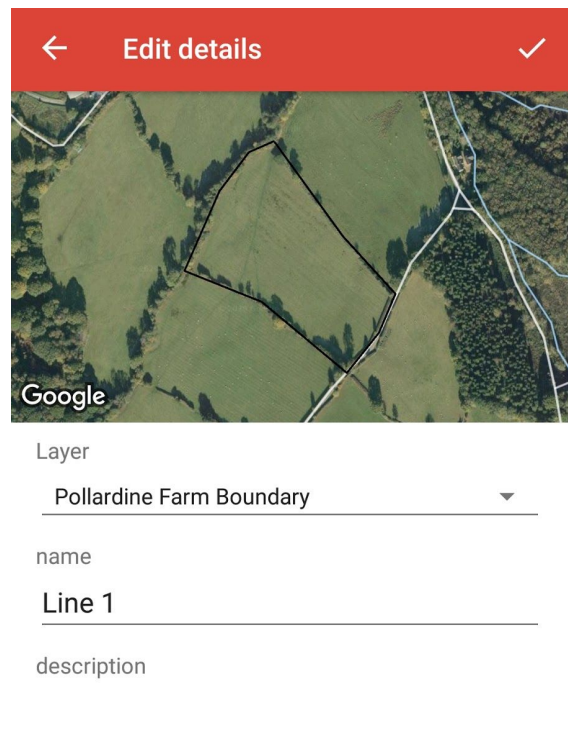 Edit details
Google
Layer
Pollardine Farm Boundary
name
Line 1
description